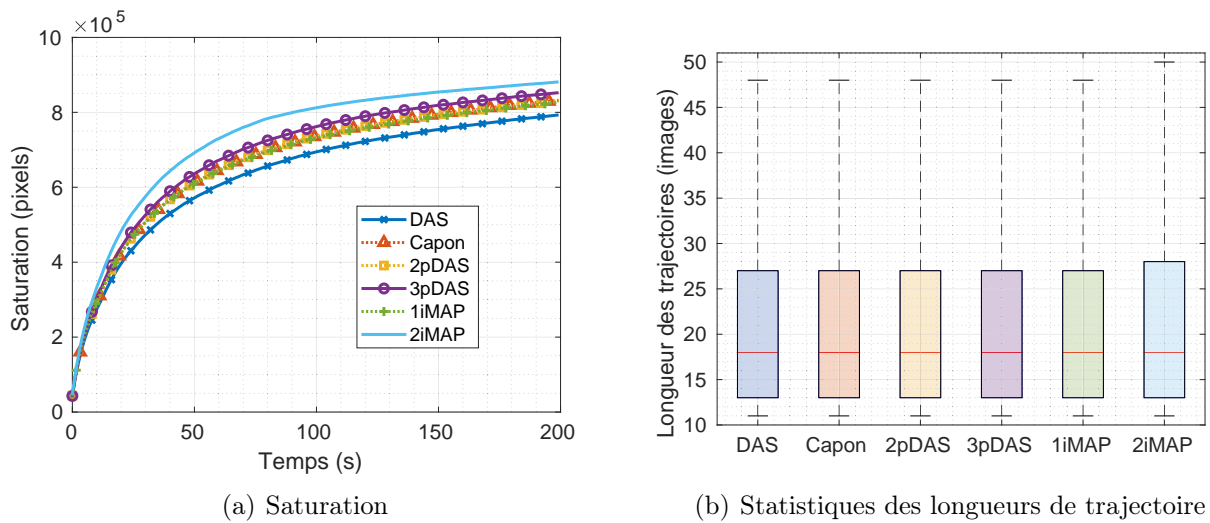 ×10^5
10
8
6
4
2
0
Saturation (pixels)
0 50 100 150 200
Temps (s)
DAS
Capon
2pDAS
3pDAS
1iMAP
2iMAP
(a) Saturation
50
45
40
35
30
25
20
15
10
Longueur des trajectoires (images)
DAS Capon 2pDAS 3pDAS 1iMAP 2iMAP
(b) Statistiques des longueurs de trajectoire